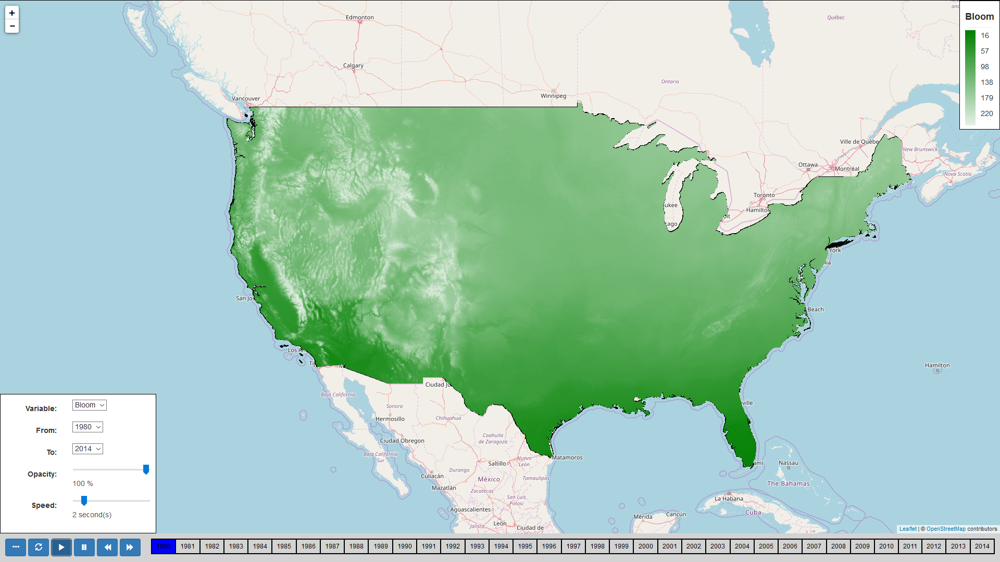 +
−
Edmonton
Calgary
Vancouver
Winnipeg
Ontario
Québec
Ville de Québe
New Brunswick
Nova Scotia
Ottawa
Montréal
Toronto
Hamilton
ukee
cago
oit
York
Beach
San Jos
Los Ang
Tij
Ciudad Ju
Baja California
Sonora
Hermosillo
Chihuahua
Ciudad Obregon
Coahuila
de Zaragoza
Baja California
Sur
Culiacán
Durango
Saltillo
Nuevo
León
Matamoros
Mazatlán
México
Tamaulipas
Zacatecas
San Luis
Potosí
Aguascalientes
León
Jalisco
Ciudad de
Mérida
Cancún
La Habana
Cuba
Nassau
The Bahamas
ami
ville
Hamilton
Bloom
16
57
98
138
179
220
Variable: Bloom
From: 1980
To: 2014
Opacity:
100 %
Speed:
2 second(s)
Leaflet | © OpenStreetMap contributors
1980 1981 1982 1983 1984 1985 1986 1987 1988 1989 1990 1991 1992 1993 1994 1995 1996 1997 1998 1999 2000 2001 2002 2003 2004 2005 2006 2007 2008 2009 2010 2011 2012 2013 2014